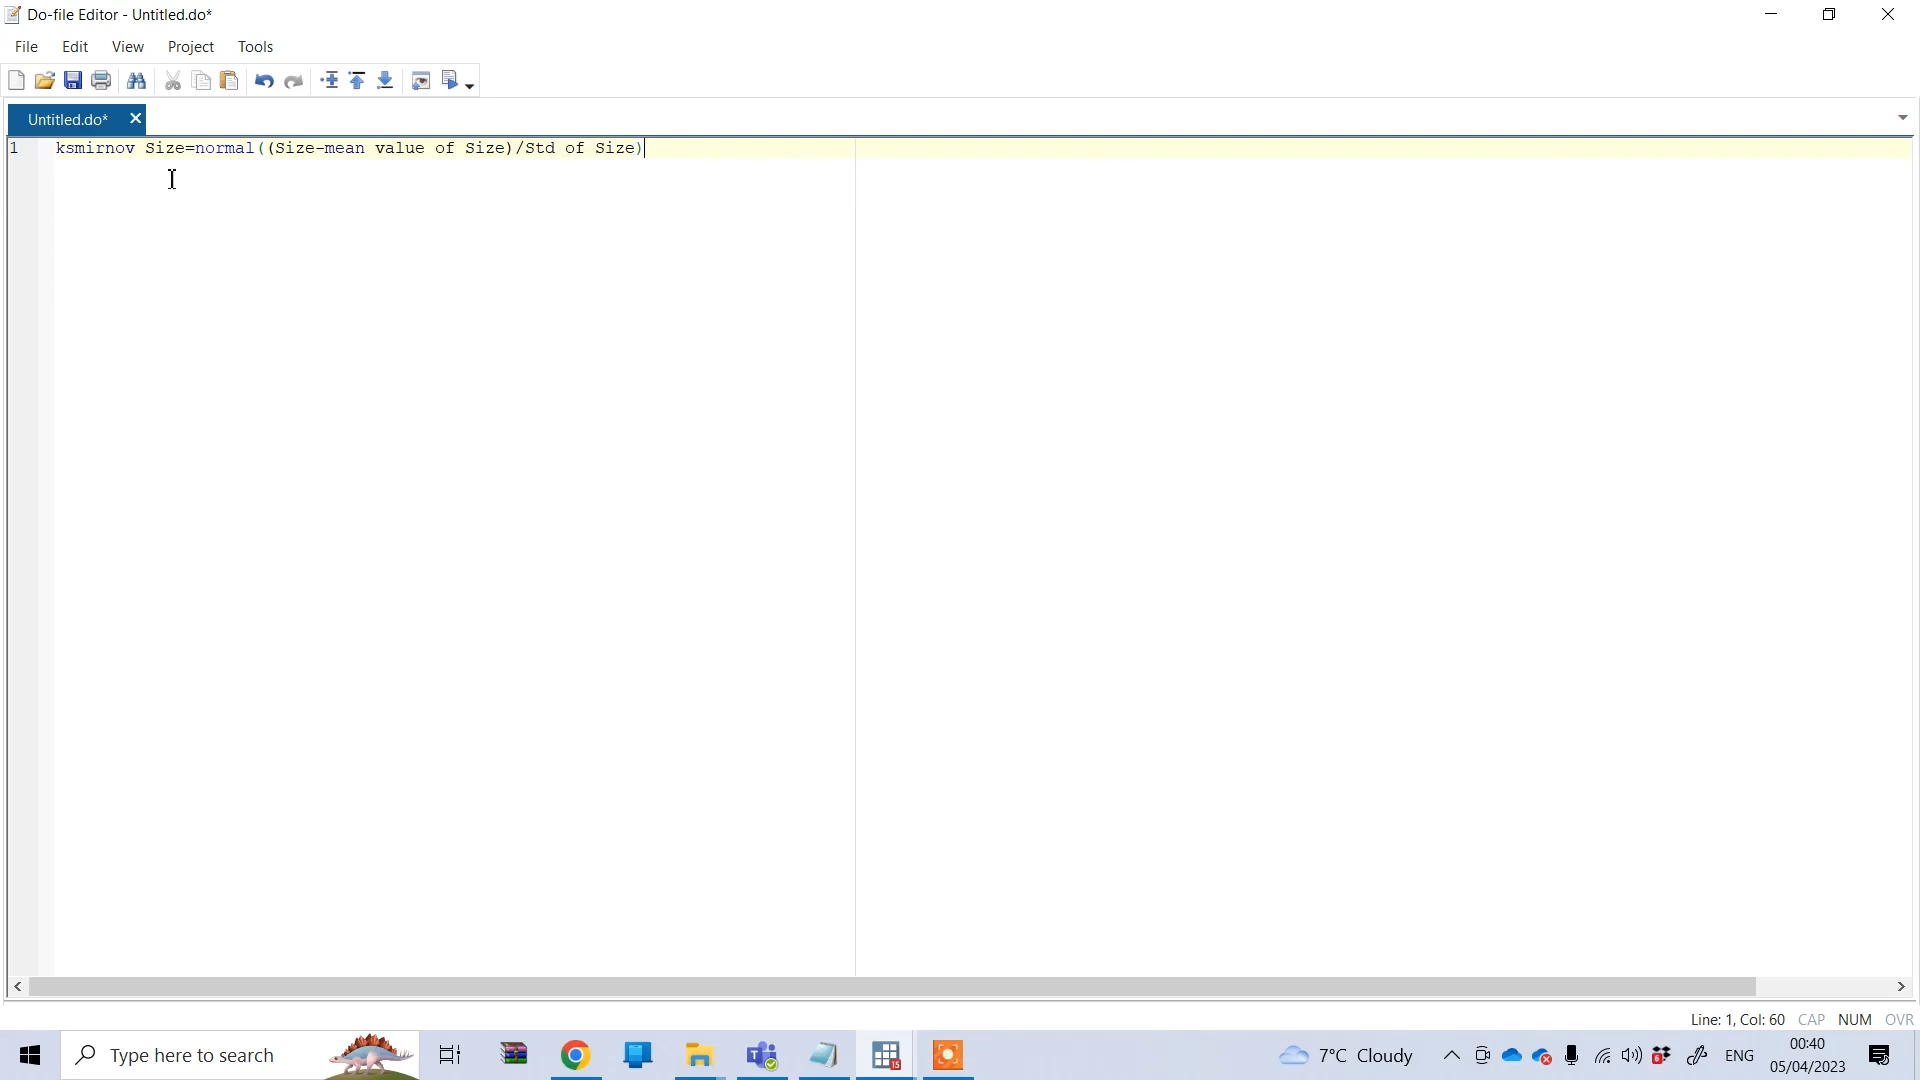 Do-file Editor - Untitled.do*
File Edit View Project Tools
Untitled.do*
1 ksmirnov Size=normal((Size-mean value of Size)/Std of Size)
Line: 1, Col: 60 CAP NUM OVR
Type here to search
15
7°C Cloudy
6
ENG
00:40
05/04/2023